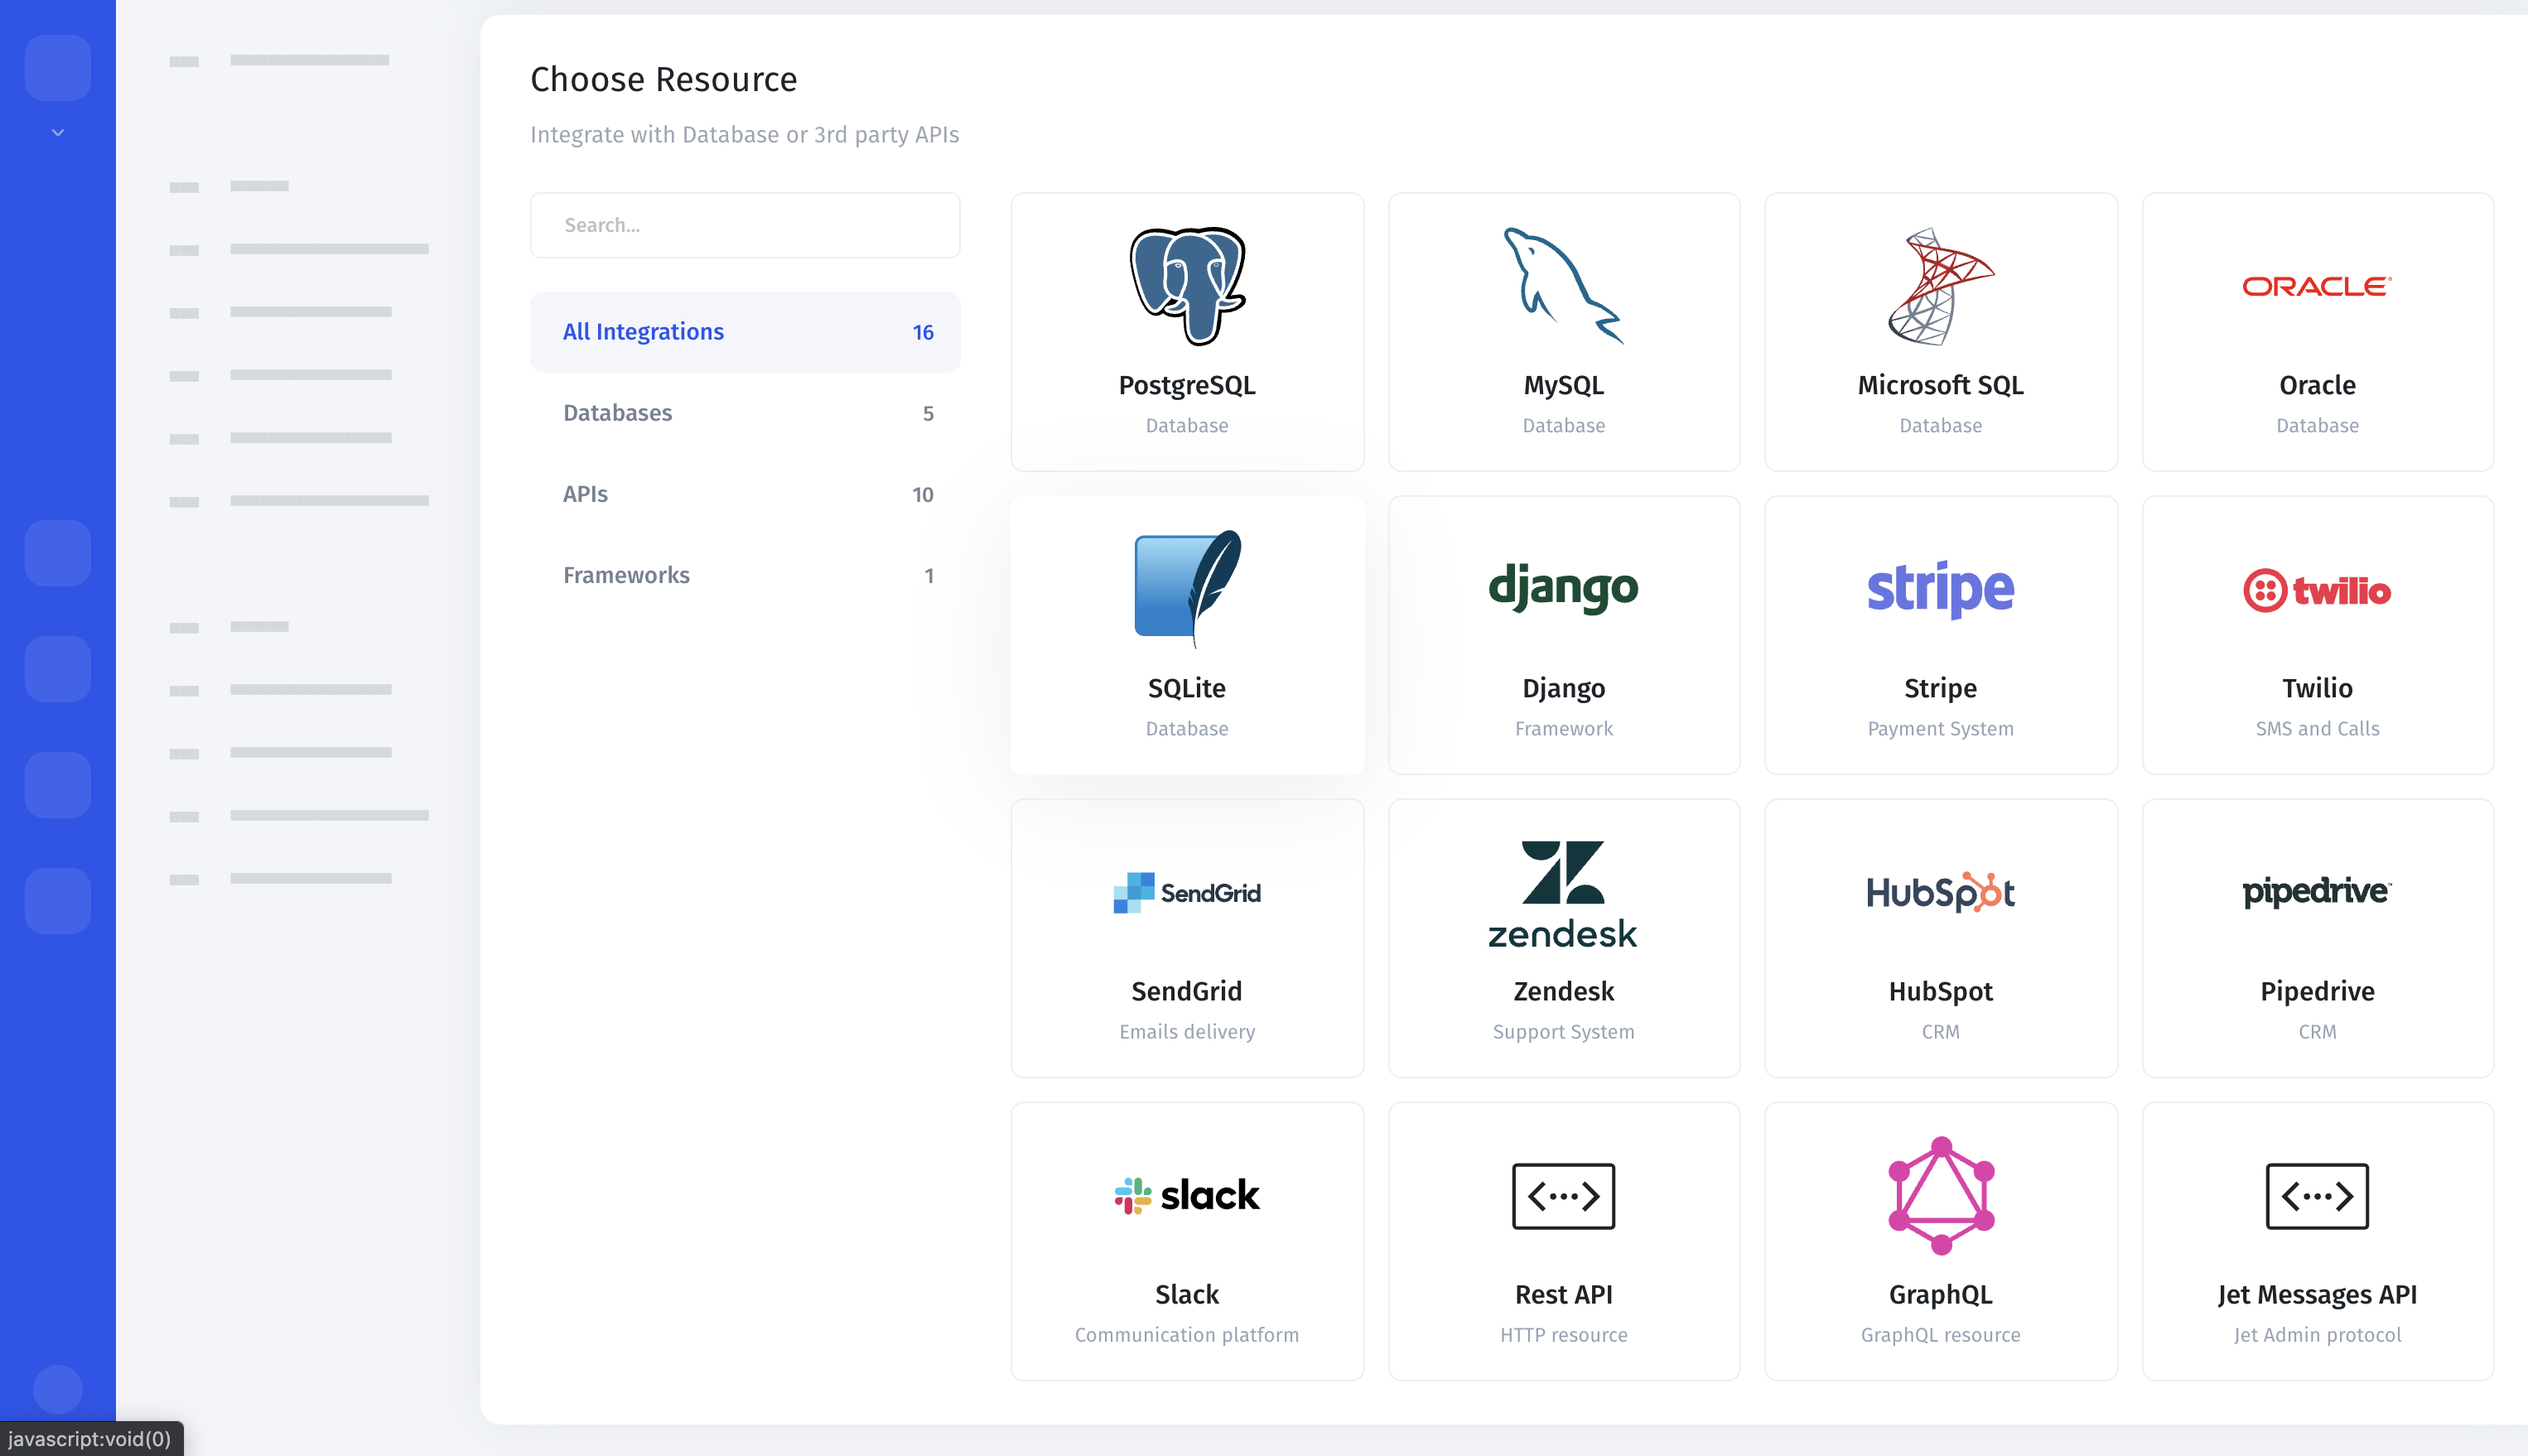 Choose Resource
Integrate with Database or 3rd party APIs
Search...
All Integrations 16
Databases 5
APIs 10
Frameworks 1
PostgreSQL
Database
MySQL
Database
Microsoft SQL
Database
ORACLE®
Oracle
Database
SQLite
Database
django
Django
Framework
stripe
Stripe
Payment System
twilio
Twilio
SMS and Calls
SendGrid
SendGrid
Emails delivery
zendesk
Zendesk
Support System
HubSpot
HubSpot
CRM
pipedrive™
Pipedrive
CRM
slack
Slack
Communication platform
<···>
Rest API
HTTP resource
GraphQL
GraphQL resource
<···>
Jet Messages API
Jet Admin protocol
javascript:void(0)